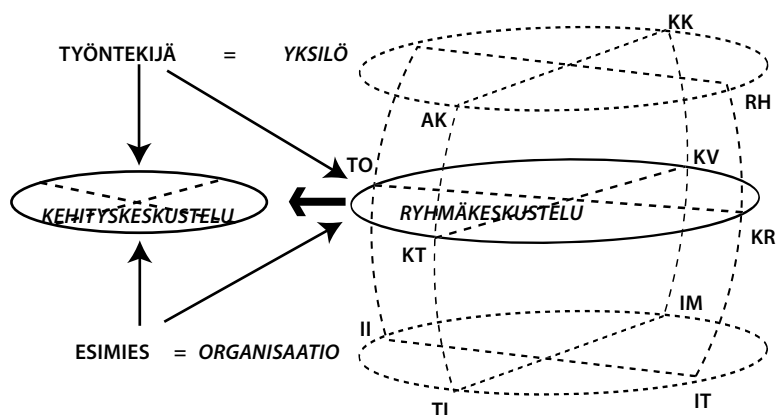 KK
TYÖNTEKIJÄ = YKSILÖ
RH
AK
TO
KV
KEHITYSKESKUSTELU
RYHMÄKESKUSTELU
KT
KR
II
IM
ESIMIES = ORGANISAATIO
TI
IT